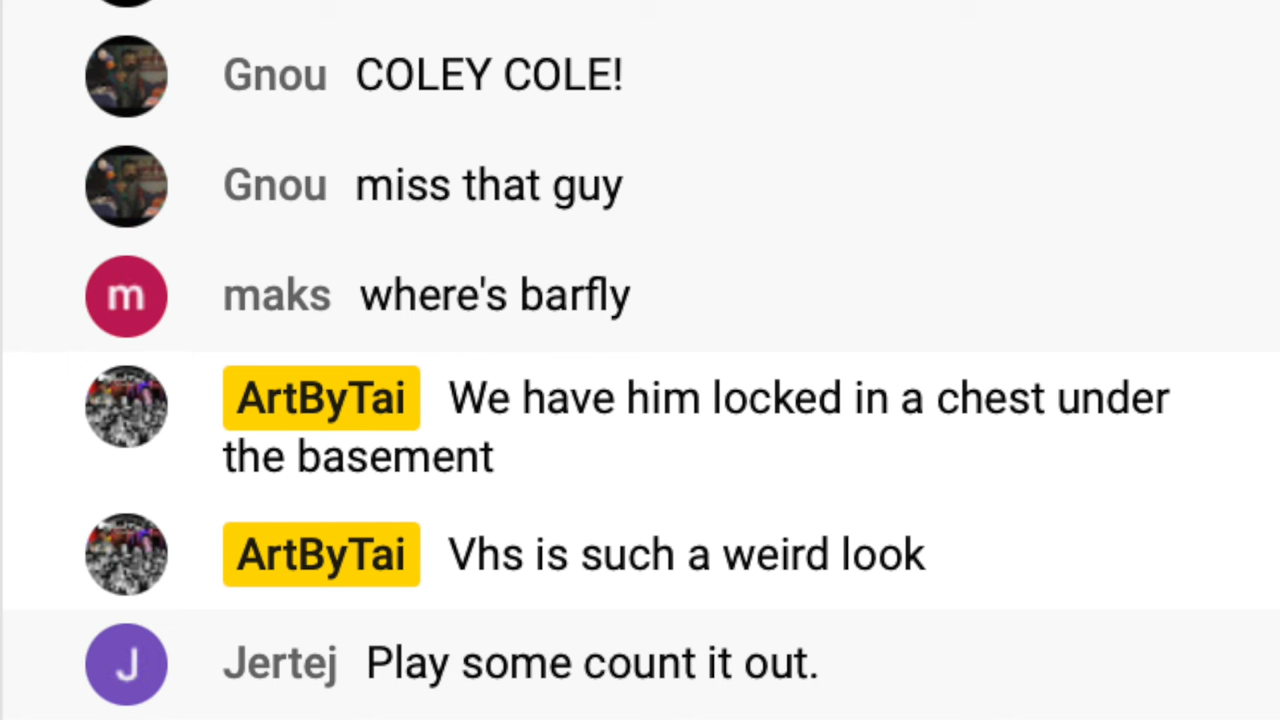 Gnou COLEY COLE!
Gnou miss that guy
m maks where's barfly
ArtByTai We have him locked in a chest under
the basement
ArtByTai Vhs is such a weird look
J Jertej Play some count it out.